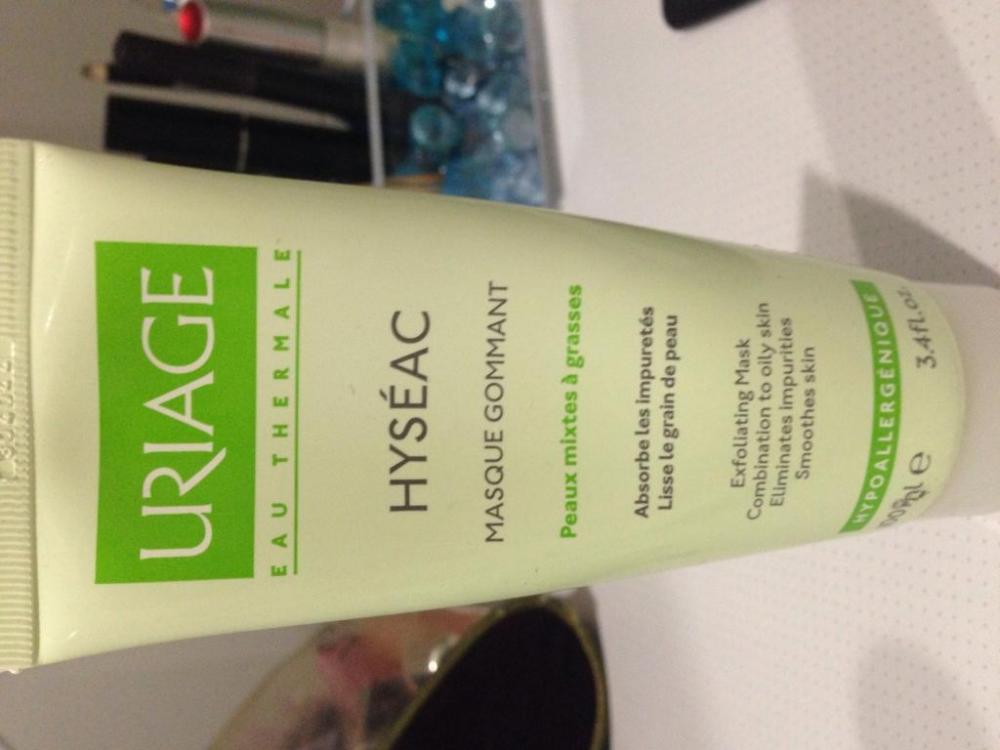 URIAGE
EAU THERMALE
HYSÉAC
MASQUE GOMMANT
Peaux mixtes à grasses
Absorbe les impuretés
Lisse le grain de peau
Exfoliating Mask
Combination to oily skin
Eliminates impurities
Smoothes skin
HYPOALLERGÉNIQUE
100ml e 3.4fl.oz.